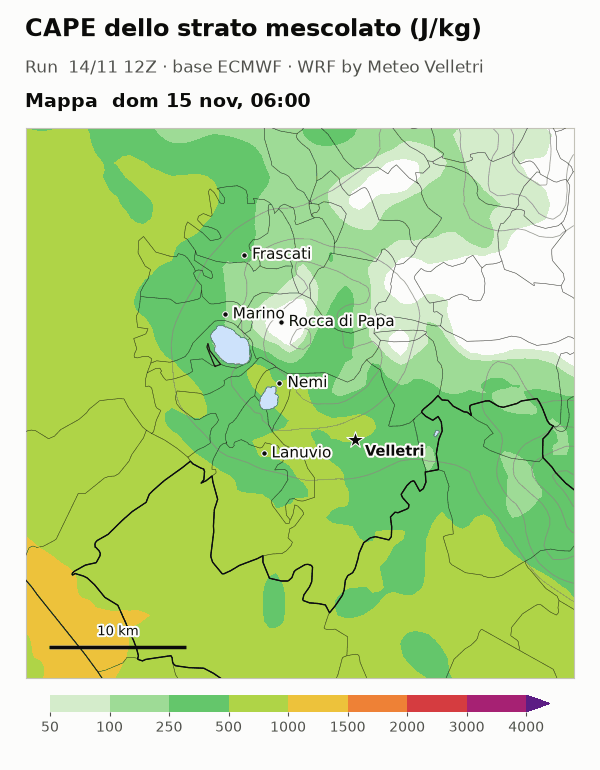 CAPE dello strato mescolato (J/kg)
Run  14/11 12Z · base ECMWF · WRF by Meteo Velletri
Mappa  dom 15 nov, 06:00
Frascati
Marino
Rocca di Papa
Nemi
Velletri
Lanuvio
10 km
50 100 250 500 1000 1500 2000 3000 4000